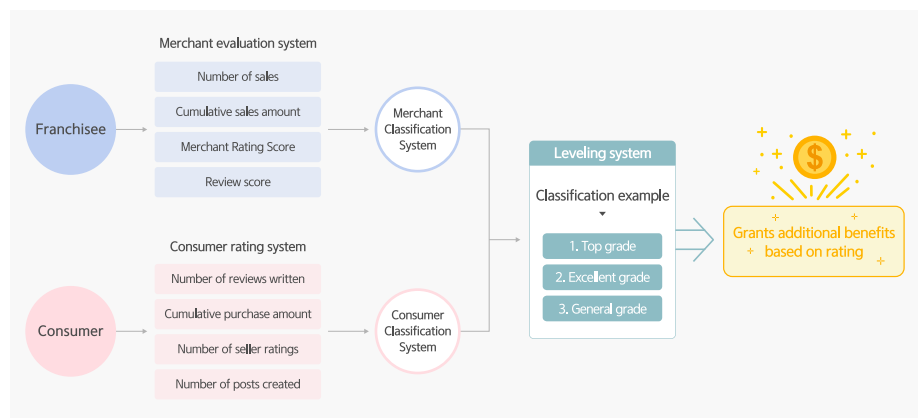 Merchant evaluation system
Franchisee
Number of sales
Cumulative sales amount
Merchant Rating Score
Review score
Merchant
Classification
System
Consumer rating system
Consumer
Number of reviews written
Cumulative purchase amount
Number of seller ratings
Number of posts created
Consumer
Classification
System
Leveling system
Classification example
1. Top grade
2. Excellent grade
3. General grade
$
Grants additional benefits
based on rating